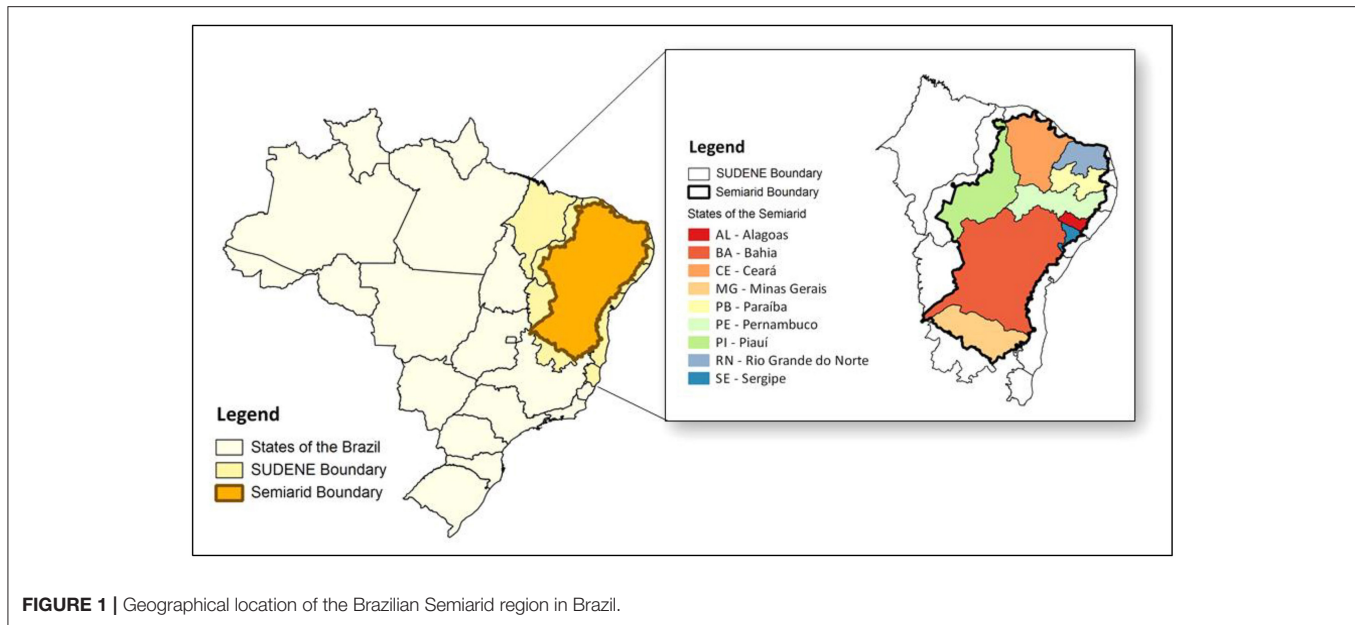 Legend
States of the Brazil
SUDENE Boundary
Semiarid Boundary
Legend
SUDENE Boundary
Semiarid Boundary
States of the Semiarid
AL - Alagoas
BA - Bahia
CE - Ceará
MG - Minas Gerais
PB - Paraíba
PE - Pernambuco
PI - Piauí
RN - Rio Grande do Norte
SE - Sergipe
FIGURE 1 | Geographical location of the Brazilian Semiarid region in Brazil.